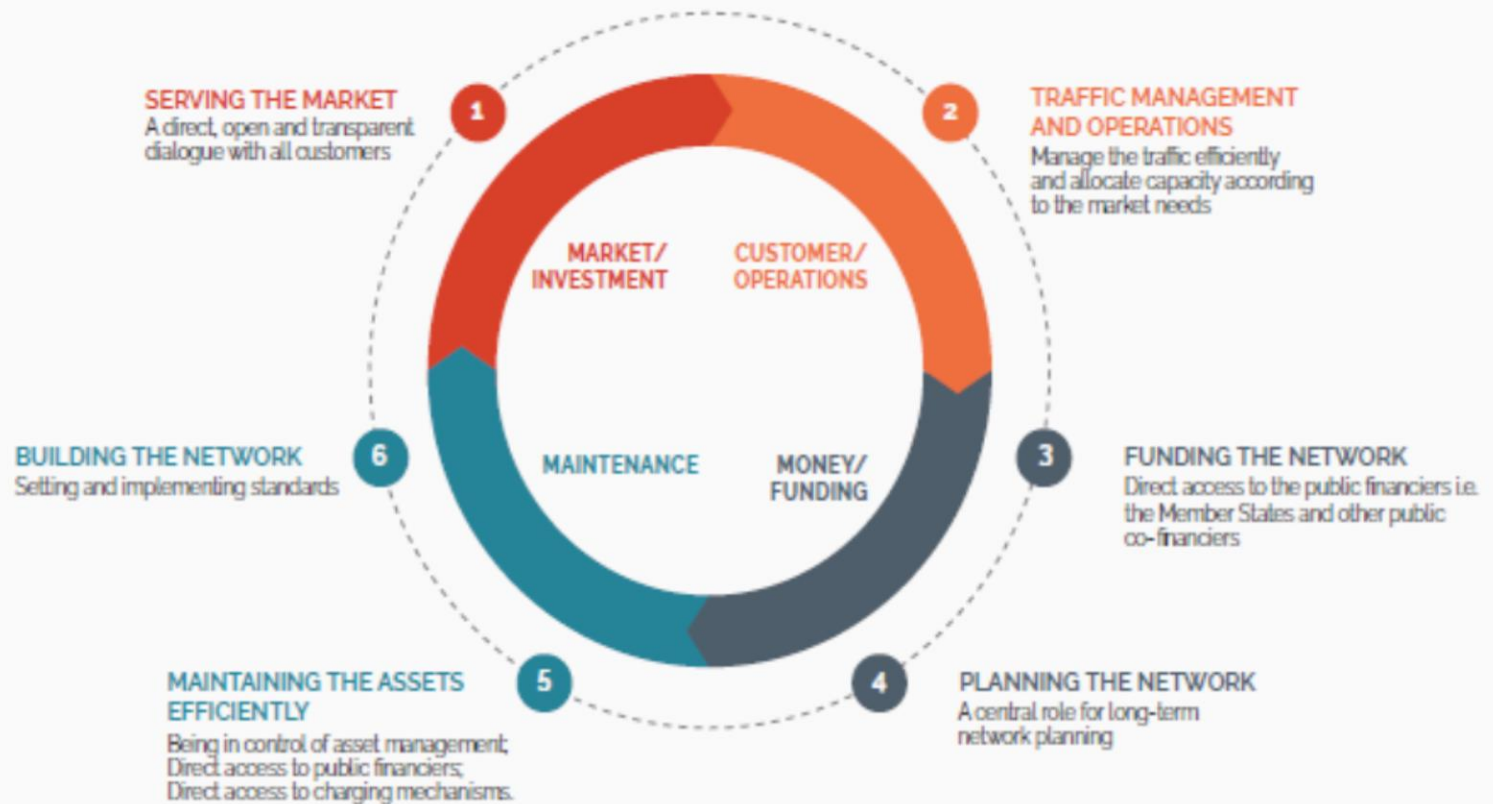 1
SERVING THE MARKET
A direct, open and transparent
dialogue with all customers
2
TRAFFIC MANAGEMENT
AND OPERATIONS
Manage the traffic efficiently
and allocate capacity according
to the market needs
MARKET/
INVESTMENT
CUSTOMER/
OPERATIONS
MAINTENANCE
MONEY/
FUNDING
3
FUNDING THE NETWORK
Direct access to the public financiers i.e.
the Member States and other public
co-financiers
4
PLANNING THE NETWORK
A central role for long-term
network planning
5
MAINTAINING THE ASSETS
EFFICIENTLY
Being in control of asset management;
Direct access to public financiers;
Direct access to charging mechanisms.
6
BUILDING THE NETWORK
Setting and implementing standards